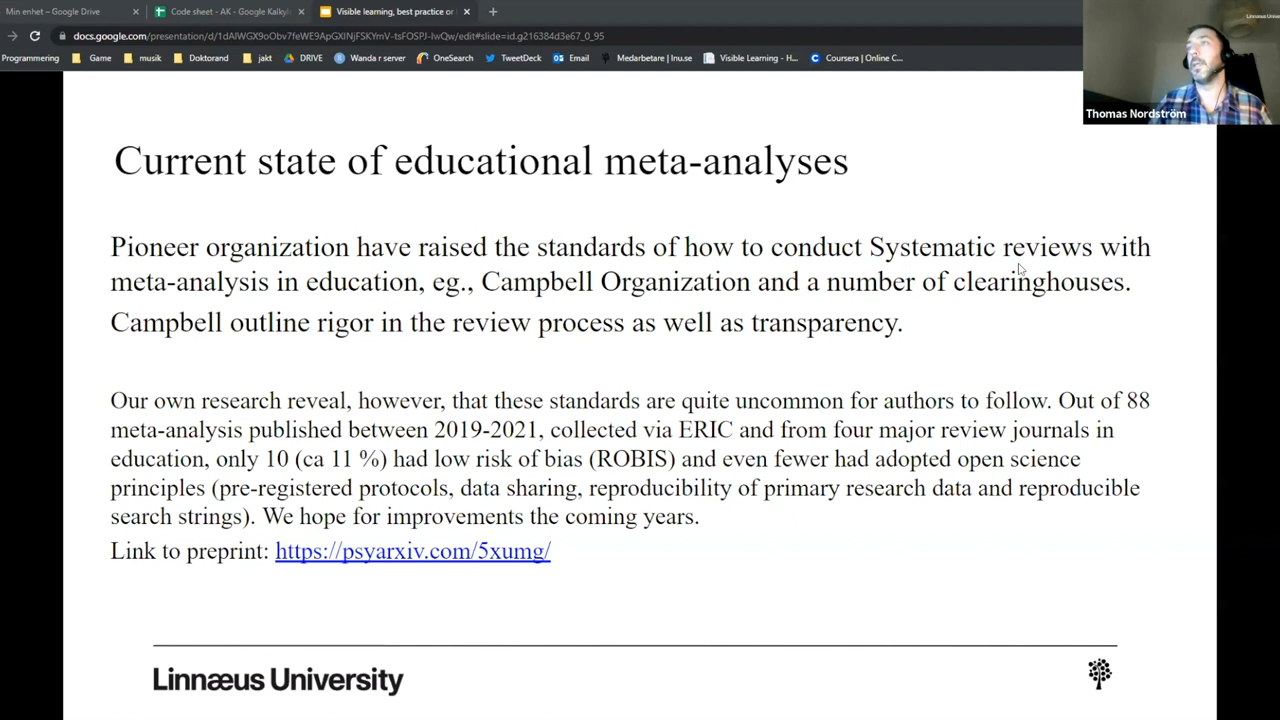 Min enhet – Google Drive
Code sheet - AK - Google Kalkyl
Visible learning, best practice or
Linnæus Univer
docs.google.com/presentation/d/1dAlWGX9oObv7feWE9ApGXlNjFSKYmV-tsFOSPJ-IwQw/edit#slide=id.g216384d3e67_0_95
Programmering Game musik Doktorand jakt DRIVE Wanda r server OneSearch TweetDeck Email Medarbetare | lnu.se Visible Learning - H... Coursera | Online C...
Thomas Nordström
Current state of educational meta-analyses
Pioneer organization have raised the standards of how to conduct Systematic reviews with
meta-analysis in education, eg., Campbell Organization and a number of clearinghouses.
Campbell outline rigor in the review process as well as transparency.
Our own research reveal, however, that these standards are quite uncommon for authors to follow. Out of 88
meta-analysis published between 2019-2021, collected via ERIC and from four major review journals in
education, only 10 (ca 11 %) had low risk of bias (ROBIS) and even fewer had adopted open science
principles (pre-registered protocols, data sharing, reproducibility of primary research data and reproducible
search strings). We hope for improvements the coming years.
Link to preprint: https://psyarxiv.com/5xumg/
Linnæus University